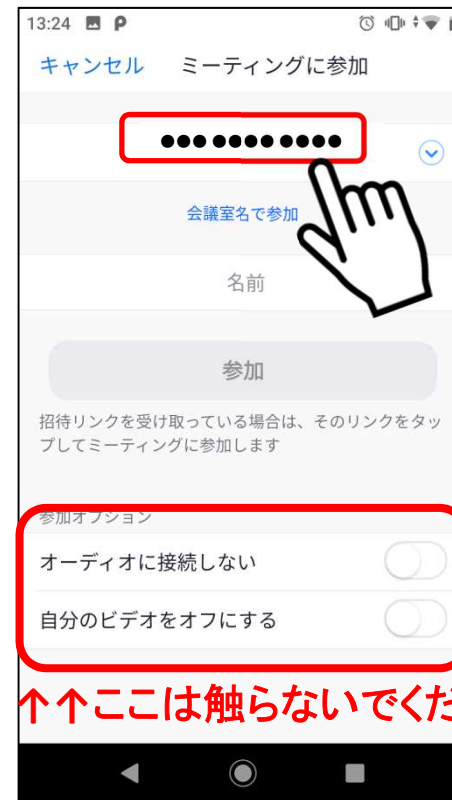 13:24
キャンセル ミーティングに参加
●●● ●●●● ●●●●
会議室名で参加
名前
参加
招待リンクを受け取っている場合は、そのリンクをタッ
プしてミーティングに参加します
参加オプション
オーディオに接続しない
自分のビデオをオフにする
↑↑ここは触らないでくだ